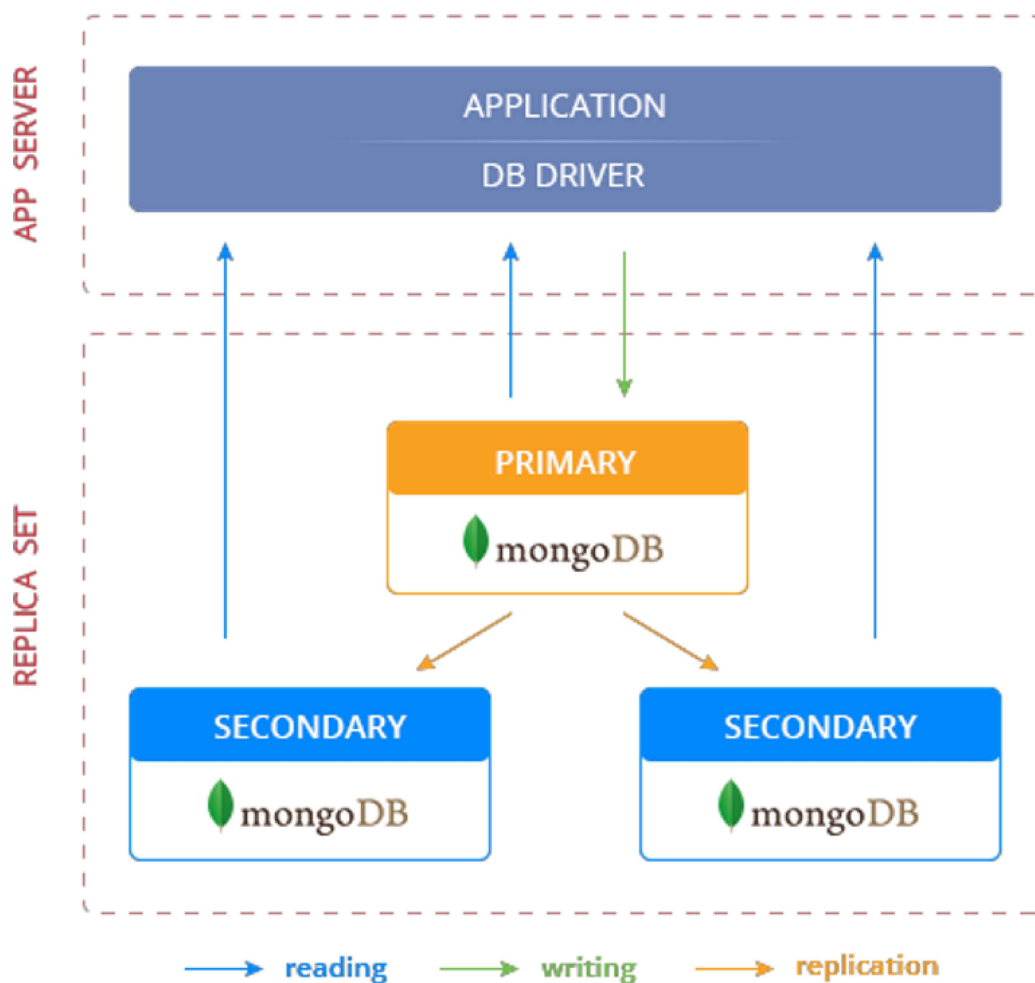 APP SERVER
APPLICATION
DB DRIVER
REPLICA SET
PRIMARY
mongoDB
SECONDARY
mongoDB
SECONDARY
mongoDB
reading
writing
replication